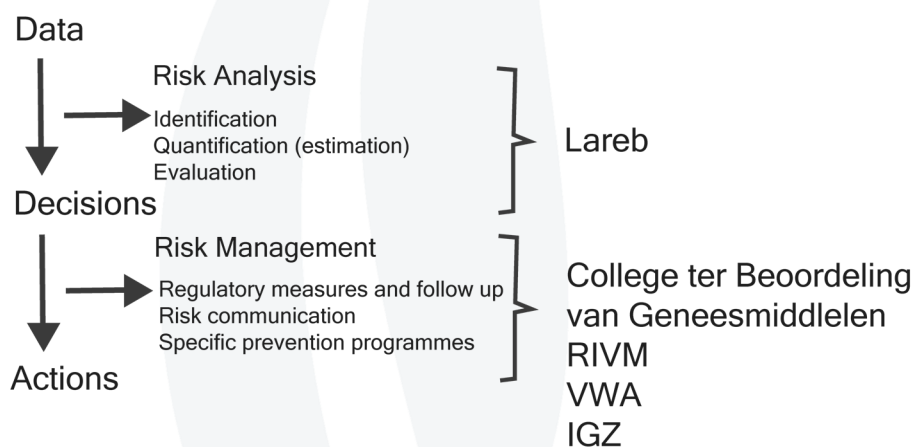 Data
Risk Analysis
Identification
Quantification (estimation)
Evaluation
Lareb
Decisions
Risk Management
Regulatory measures and follow up
Risk communication
Specific prevention programmes
Actions
College ter Beoordeling
van Geneesmiddlelen
RIVM
VWA
IGZ